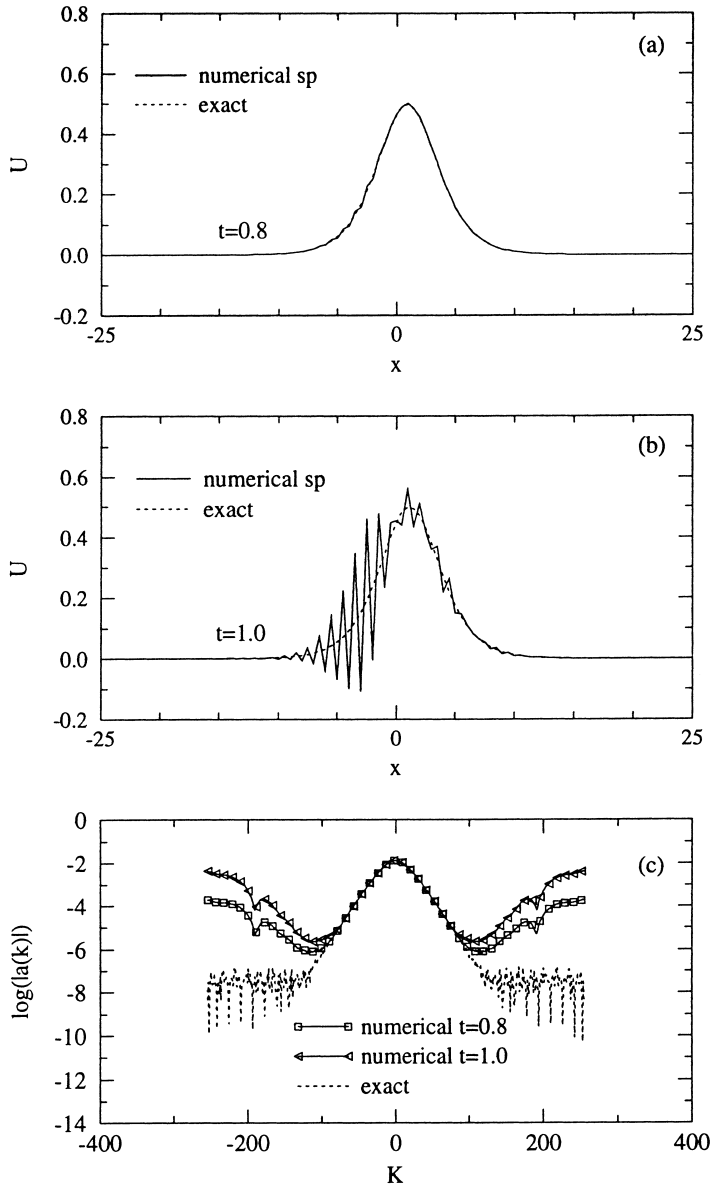 0.8
(a)
numerical sp
exact
0.6
0.4
U
0.2
t=0.8
0.0
-0.2
-25
0
25
x
0.8
(b)
numerical sp
exact
0.6
0.4
U
0.2
t=1.0
0.0
-0.2
-25
0
25
x
0
(c)
-2
-4
-6
log(|a(k)|)
-8
-10
numerical t=0.8
numerical t=1.0
exact
-12
-14
-400
-200
0
200
400
K